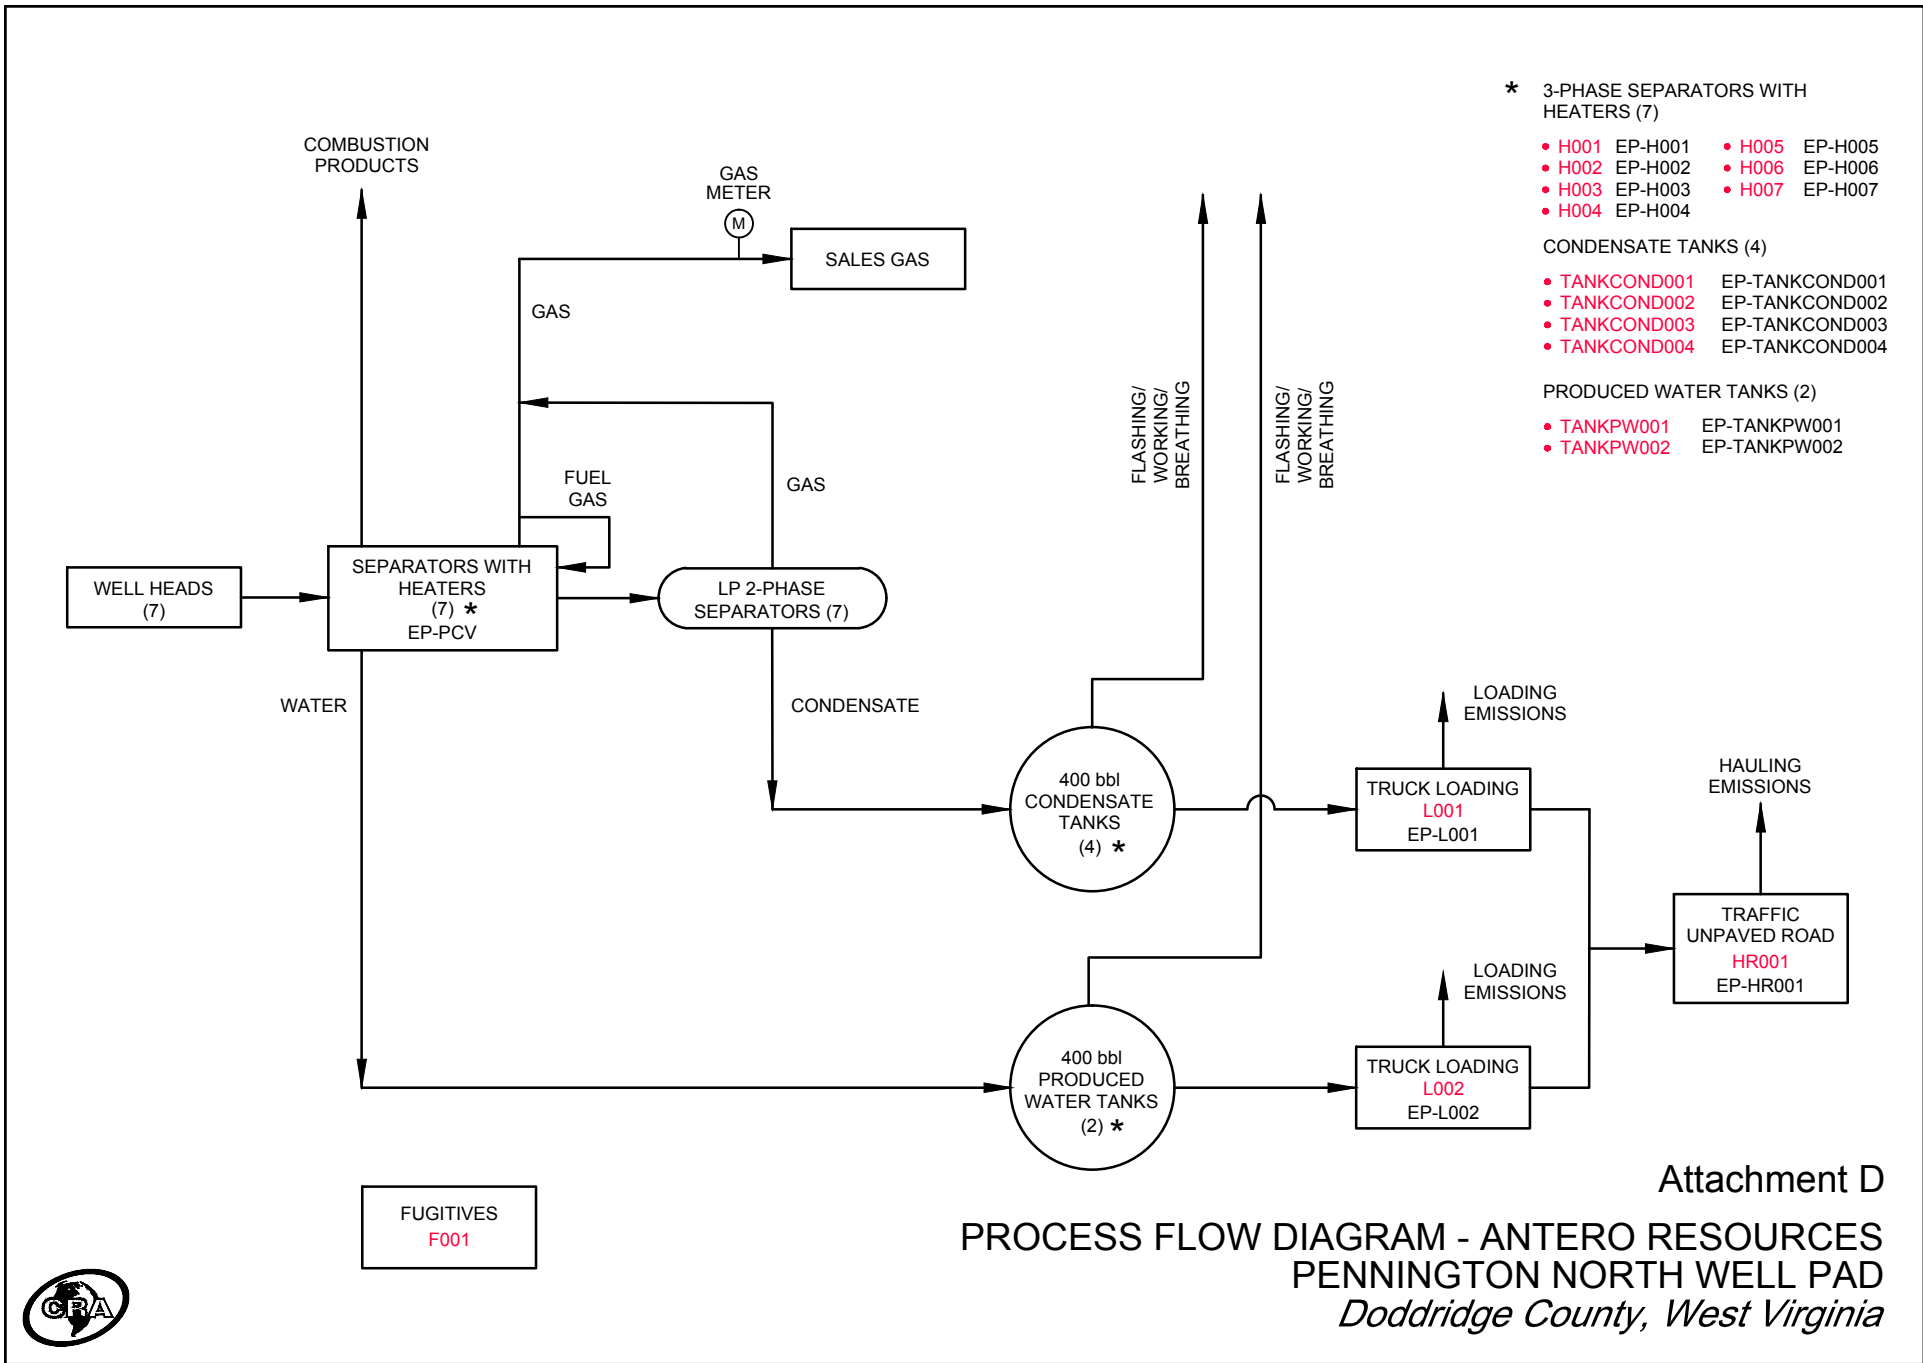 * 3-PHASE SEPARATORS WITH
HEATERS (7)
• H001 EP-H001 • H005 EP-H005
• H002 EP-H002 • H006 EP-H006
• H003 EP-H003 • H007 EP-H007
• H004 EP-H004
CONDENSATE TANKS (4)
• TANKCOND001 EP-TANKCOND001
• TANKCOND002 EP-TANKCOND002
• TANKCOND003 EP-TANKCOND003
• TANKCOND004 EP-TANKCOND004
PRODUCED WATER TANKS (2)
• TANKPW001 EP-TANKPW001
• TANKPW002 EP-TANKPW002
COMBUSTION
PRODUCTS
GAS
METER
M
SALES GAS
GAS
FUEL
GAS
GAS
FLASHING/
WORKING/
BREATHING
FLASHING/
WORKING/
BREATHING
WELL HEADS
(7)
SEPARATORS WITH
HEATERS
(7) *
EP-PCV
LP 2-PHASE
SEPARATORS (7)
WATER
CONDENSATE
400 bbl
CONDENSATE
TANKS
(4) *
LOADING
EMISSIONS
TRUCK LOADING
L001
EP-L001
HAULING
EMISSIONS
TRAFFIC
UNPAVED ROAD
HR001
EP-HR001
400 bbl
PRODUCED
WATER TANKS
(2) *
LOADING
EMISSIONS
TRUCK LOADING
L002
EP-L002
FUGITIVES
F001
Attachment D
PROCESS FLOW DIAGRAM - ANTERO RESOURCES
PENNINGTON NORTH WELL PAD
Doddridge County, West Virginia
CRA